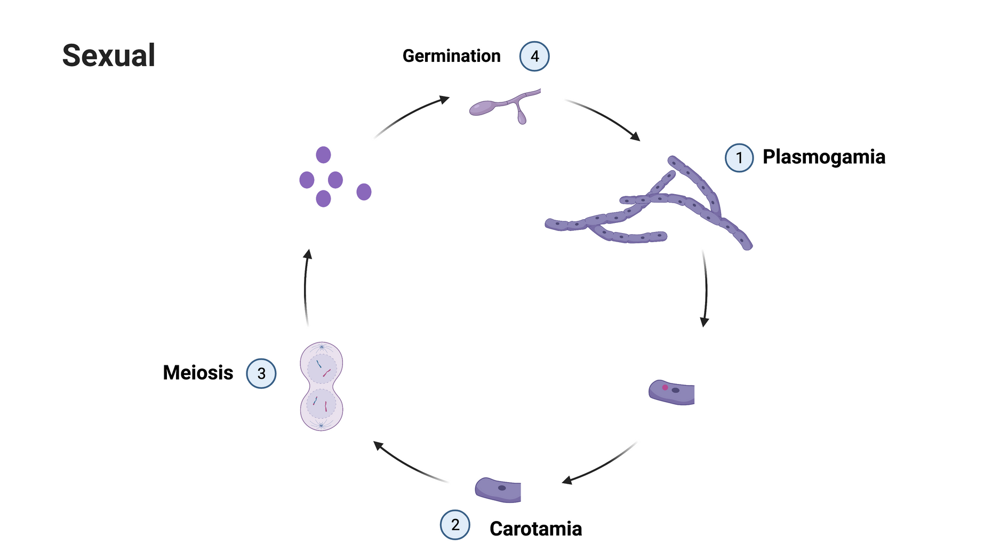 Sexual
Germination 4
1 Plasmogamia
Meiosis 3
2 Carotamia